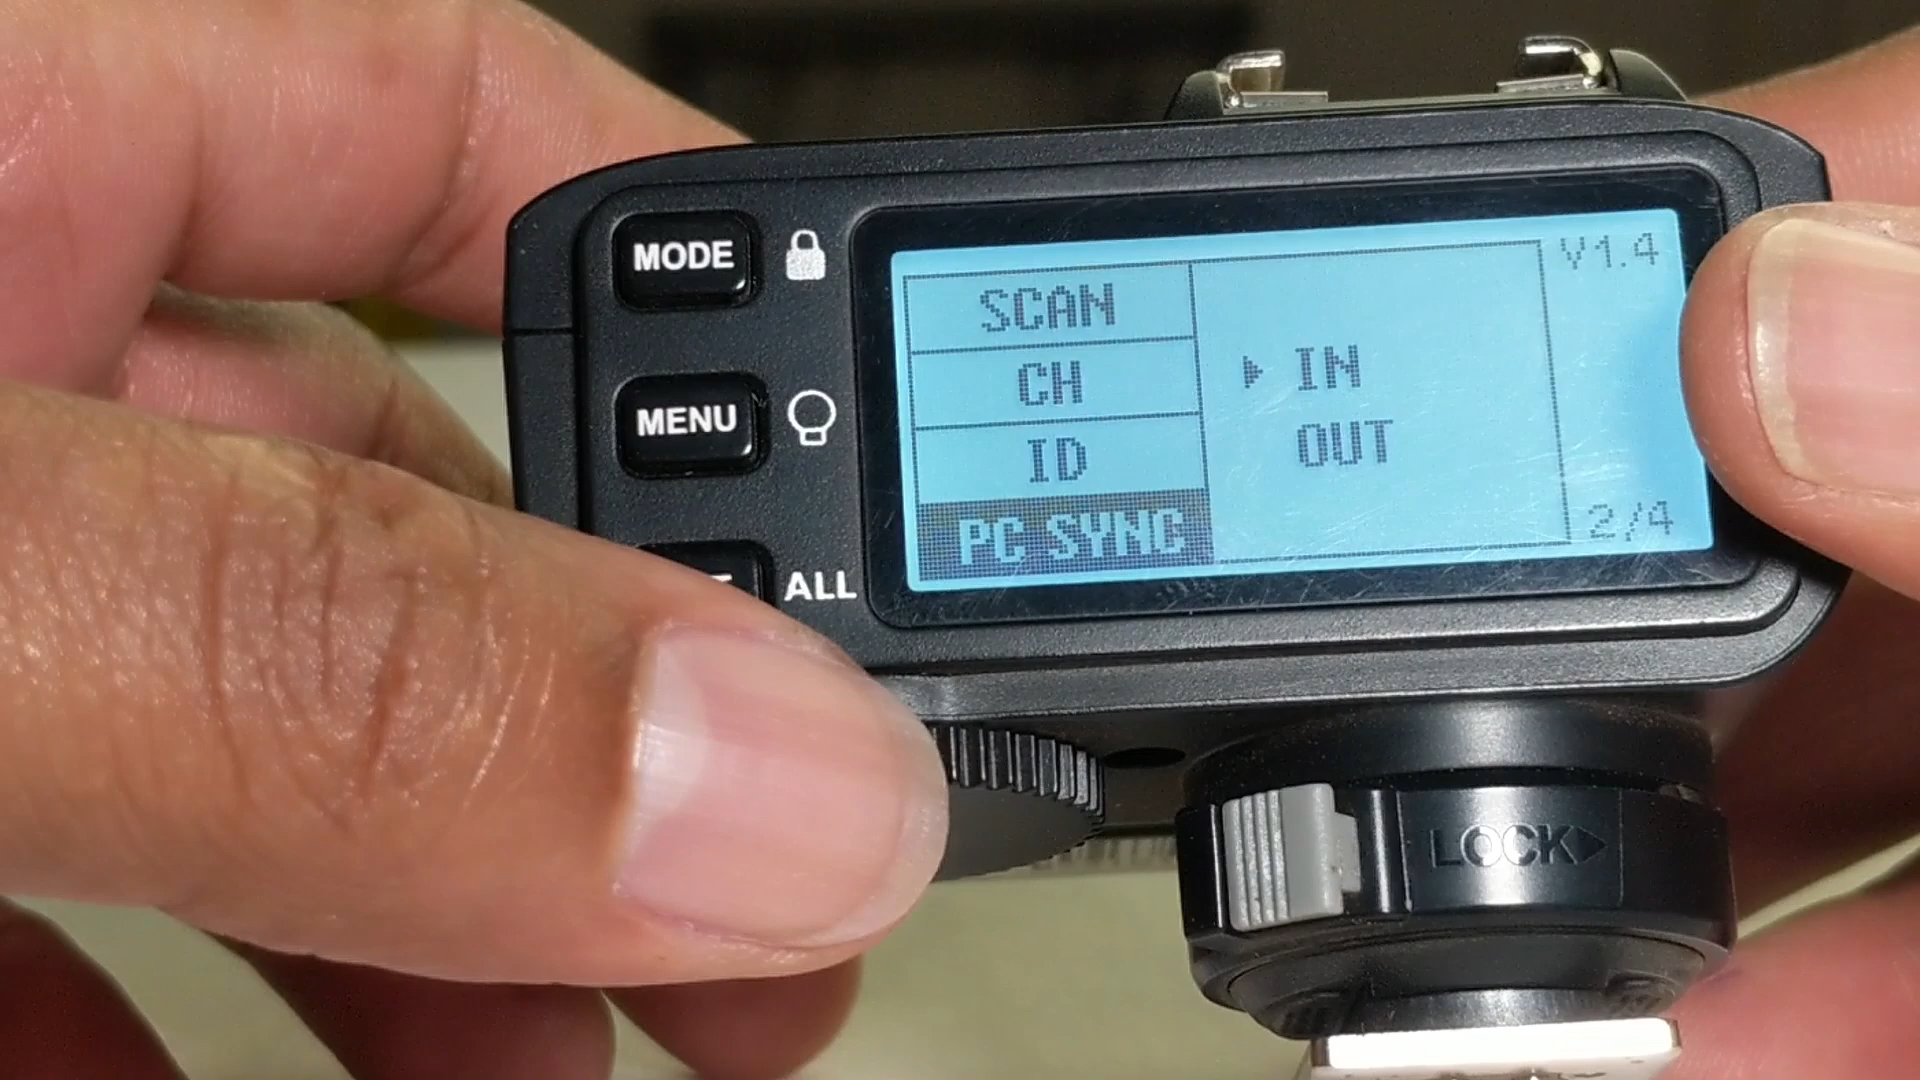 MODE
MENU
ALL
SCAN
CH
ID
PC SYNC
IN
OUT
V1.4
2/4
LOCK